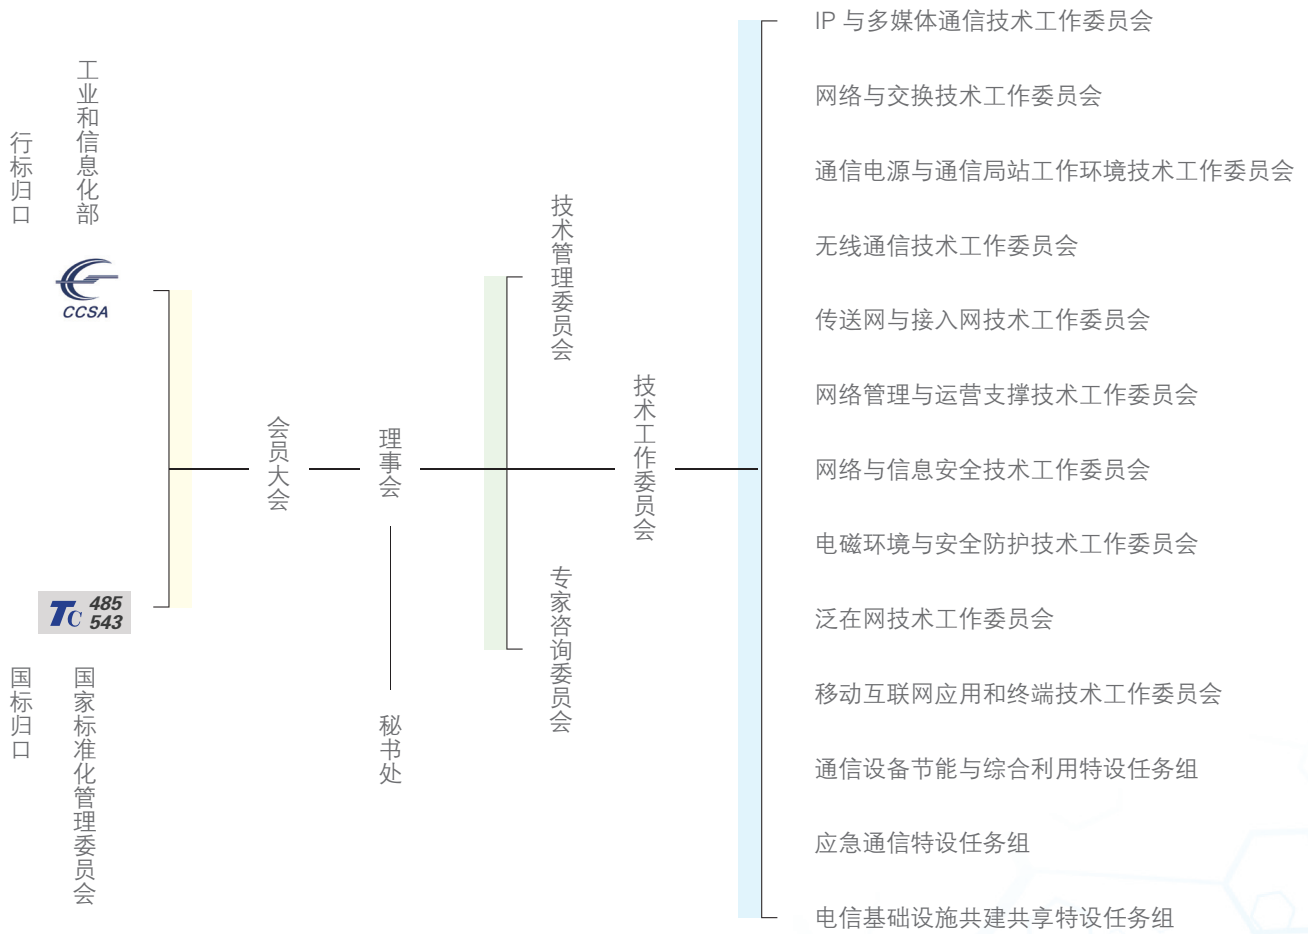 行标归口
工业和信息化部
CCSA
TC 485
543
国标归口
国家标准化管理委员会
会员大会
理事会
秘书处
技术管理委员会
专家咨询委员会
技术工作委员会
IP 与多媒体通信技术工作委员会
网络与交换技术工作委员会
通信电源与通信局站工作环境技术工作委员会
无线通信技术工作委员会
传送网与接入网技术工作委员会
网络管理与运营支撑技术工作委员会
网络与信息安全技术工作委员会
电磁环境与安全防护技术工作委员会
泛在网技术工作委员会
移动互联网应用和终端技术工作委员会
通信设备节能与综合利用特设任务组
应急通信特设任务组
电信基础设施共建共享特设任务组